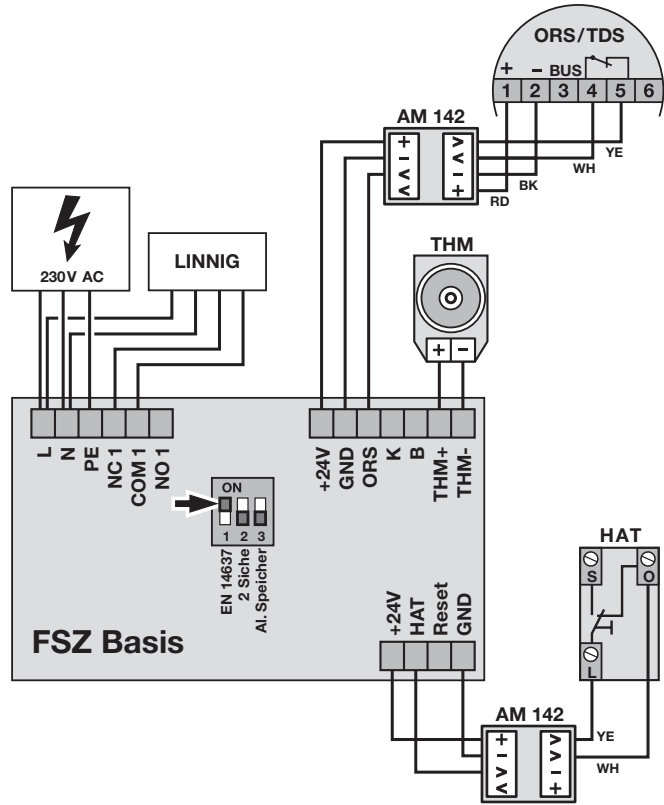 ORS/TDS
+ − BUS
1 2 3 4 5 6
AM 142
+ − < <
> > − +
YE
WH
BK
RD
230V AC
LINNIG
THM
+ −
L
N
PE
NC 1
COM 1
NO 1
+24V
GND
ORS
K
B
THM+
THM-
ON
1 2 3
EN 14637
2 Siche
Al. Speicher
HAT
S O
L
+24V
HAT
Reset
GND
FSZ Basis
AM 142
YE
WH